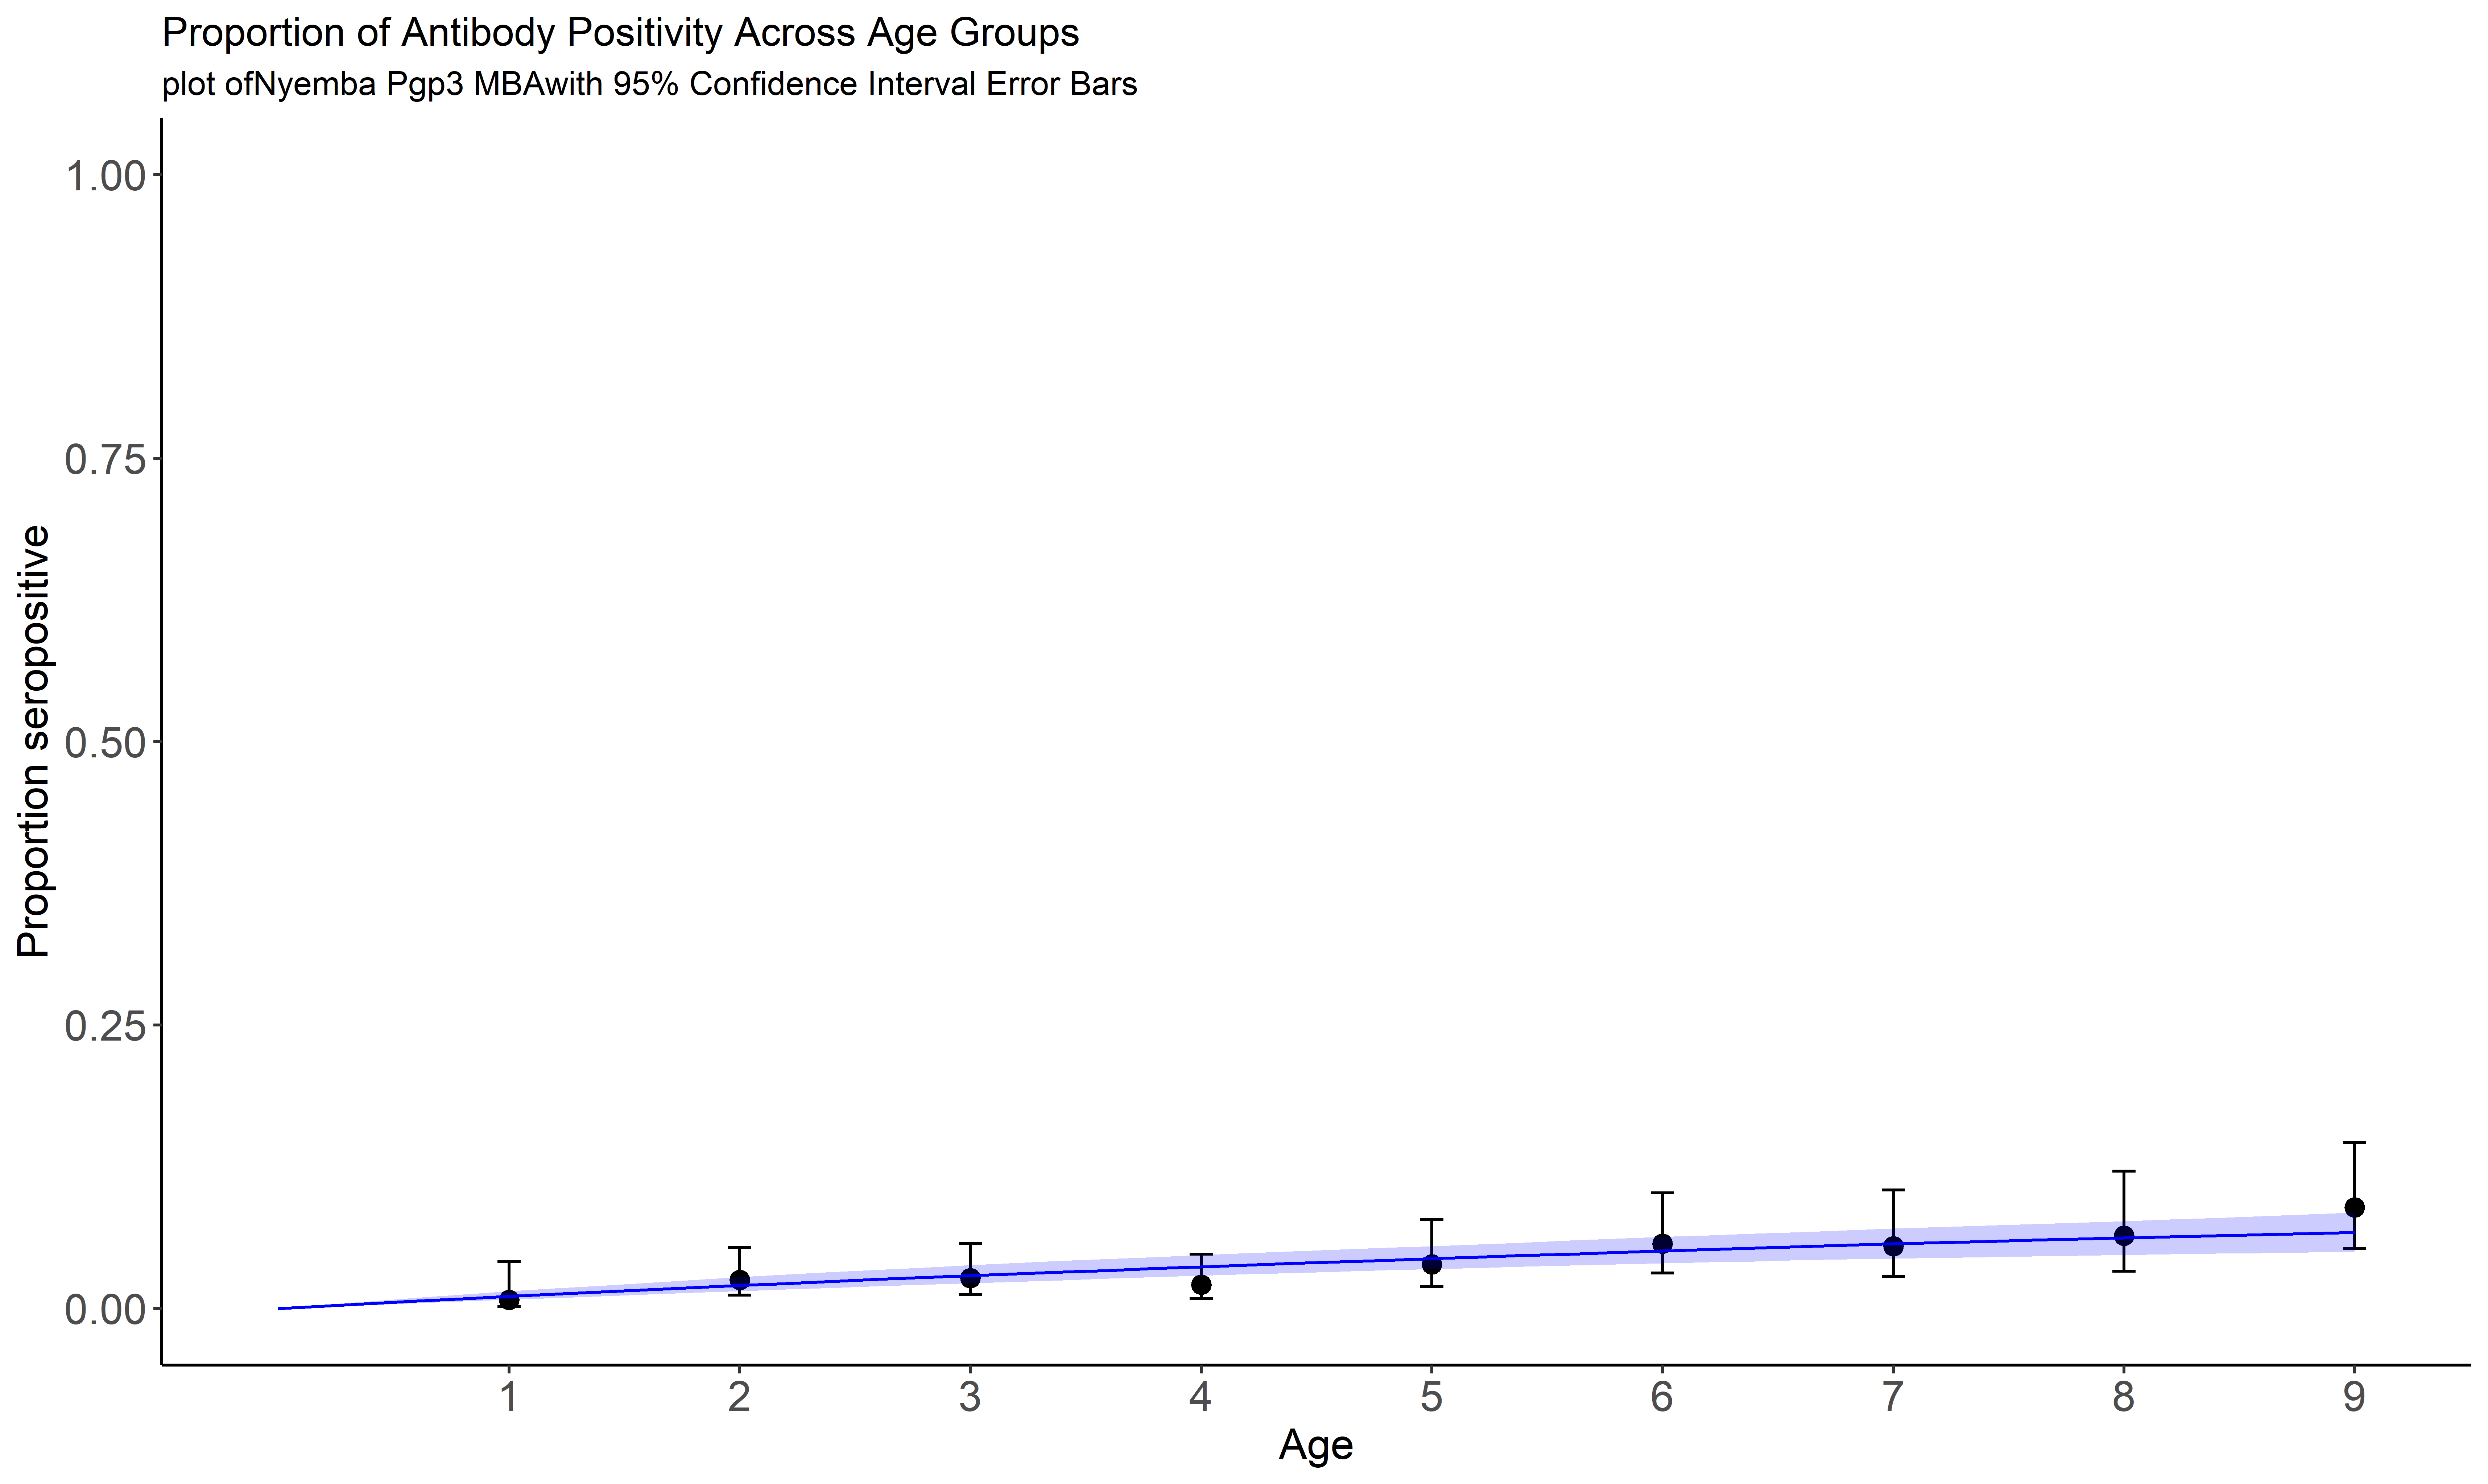 Proportion of Antibody Positivity Across Age Groups
plot ofNyemba Pgp3 MBAwith 95% Confidence Interval Error Bars
Proportion seropositive
1.00
0.75
0.50
0.25
0.00
1 2 3 4 5 6 7 8 9
Age